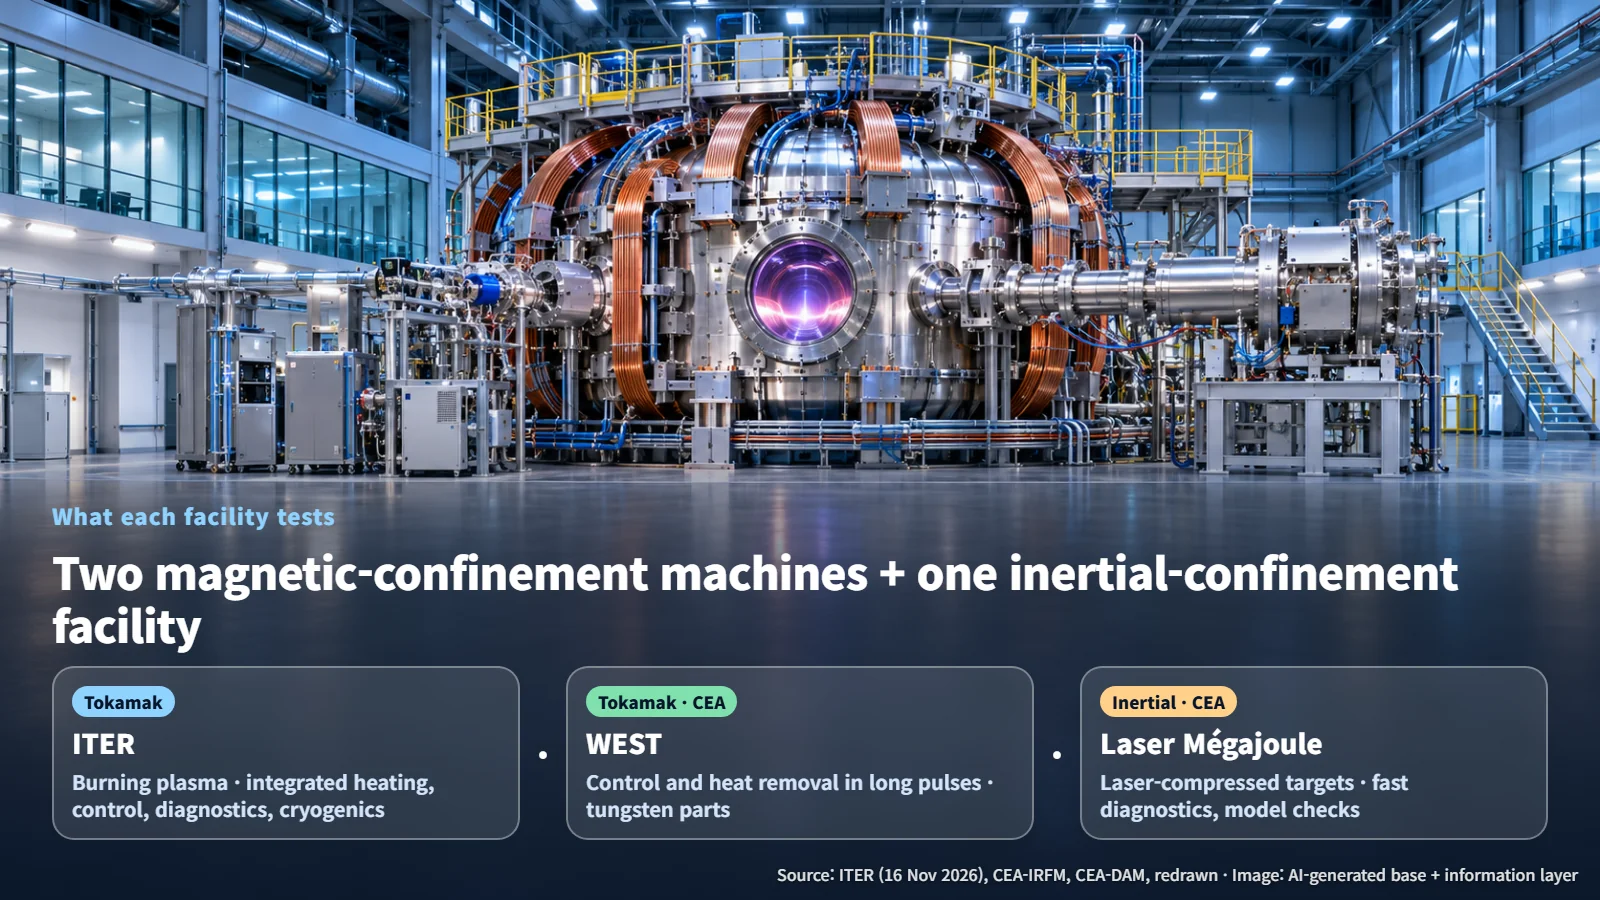 What each facility tests
Two magnetic-confinement machines + one inertial-confinement
facility
Tokamak
ITER
Burning plasma · integrated heating,
control, diagnostics, cryogenics
·
Tokamak · CEA
WEST
Control and heat removal in long pulses ·
tungsten parts
·
Inertial · CEA
Laser Mégajoule
Laser-compressed targets · fast
diagnostics, model checks
Source: ITER (16 Nov 2026), CEA-IRFM, CEA-DAM, redrawn · Image: AI-generated base + information layer